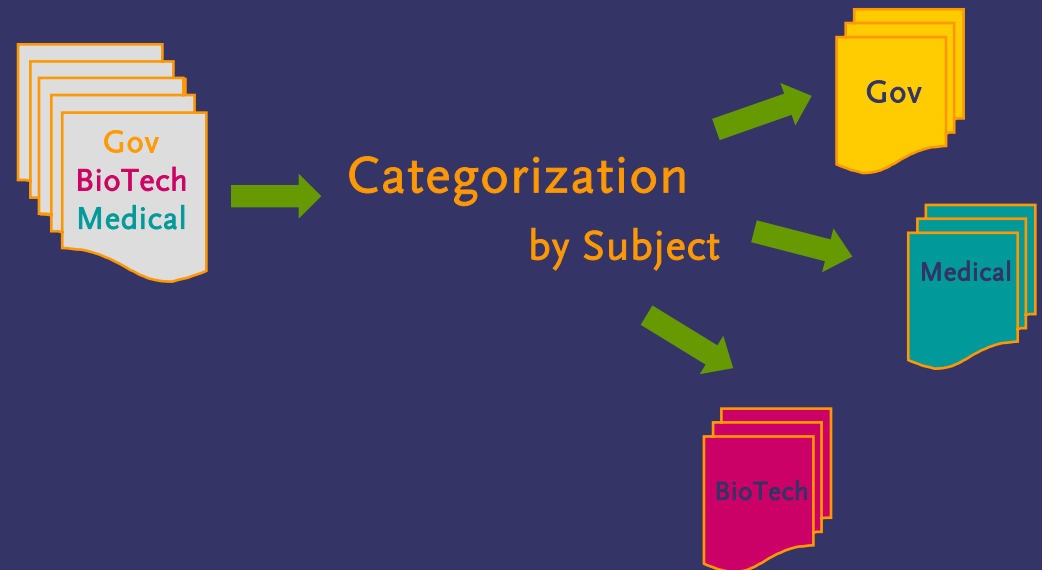 Gov
BioTech
Medical
Categorization
by Subject
Gov
Medical
BioTech